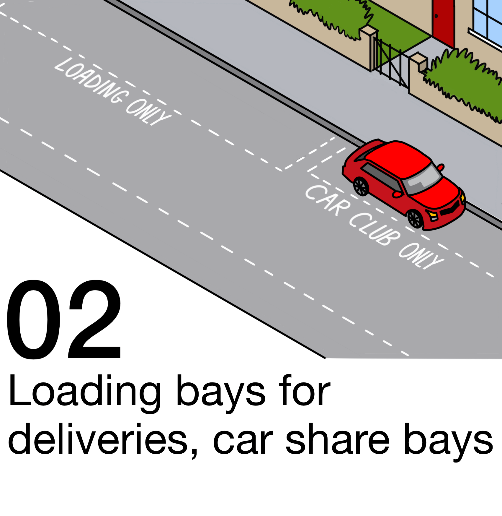 LOADING ONLY
CAR CLUB ONLY
02
Loading bays for
deliveries, car share bays